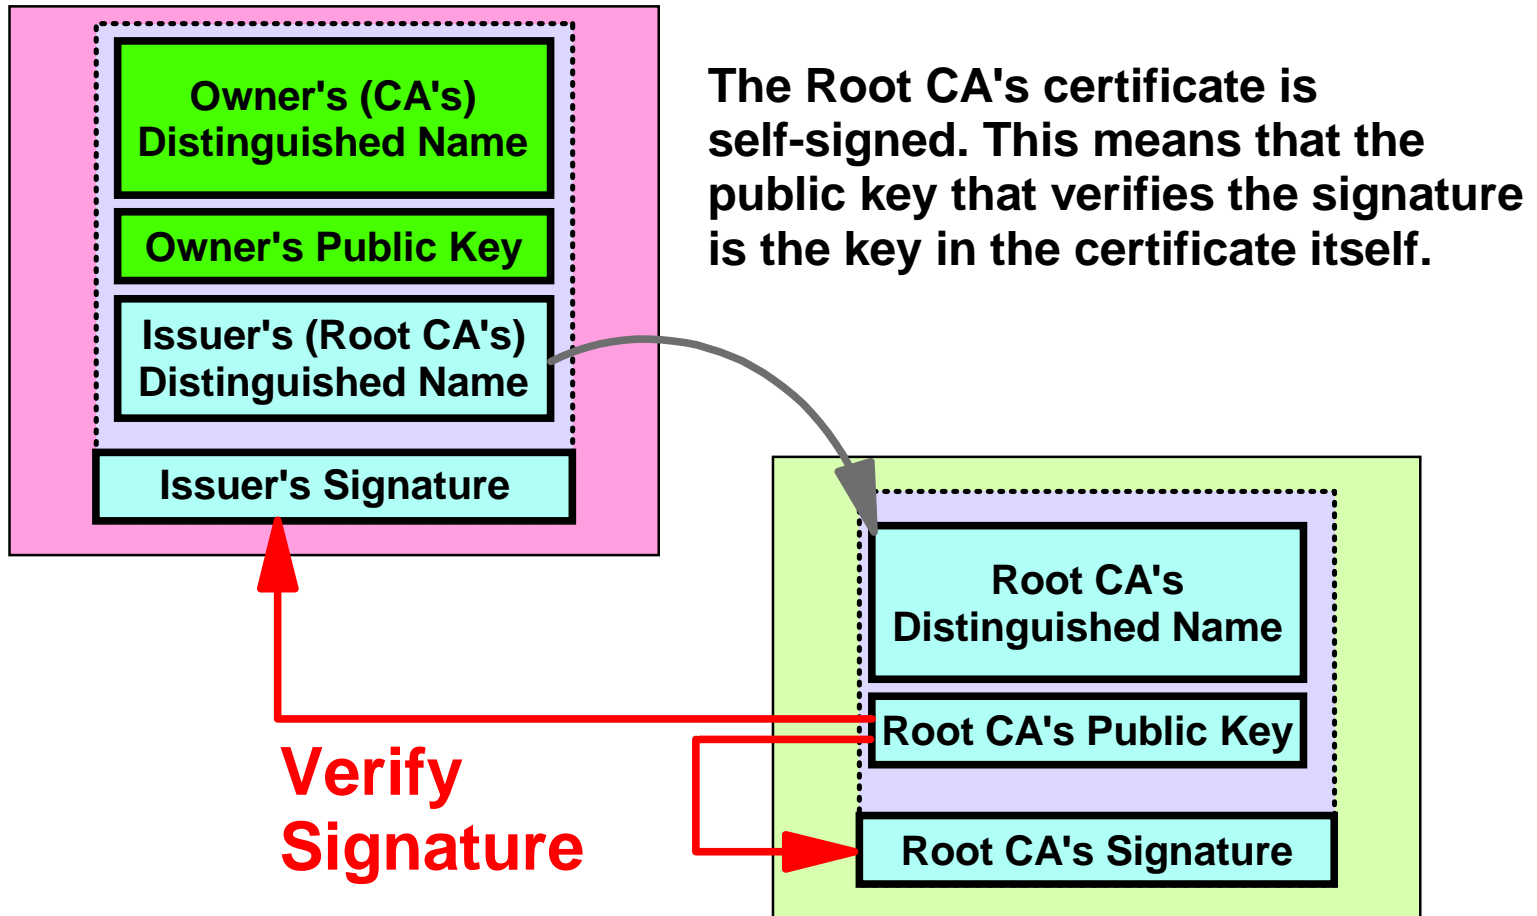 Owner's (CA's)
Distinguished Name
Owner's Public Key
Issuer's (Root CA's)
Distinguished Name
Issuer's Signature
The Root CA's certificate is
self-signed. This means that the
public key that verifies the signature
is the key in the certificate itself.
Root CA's
Distinguished Name
Root CA's Public Key
Root CA's Signature
Verify
Signature